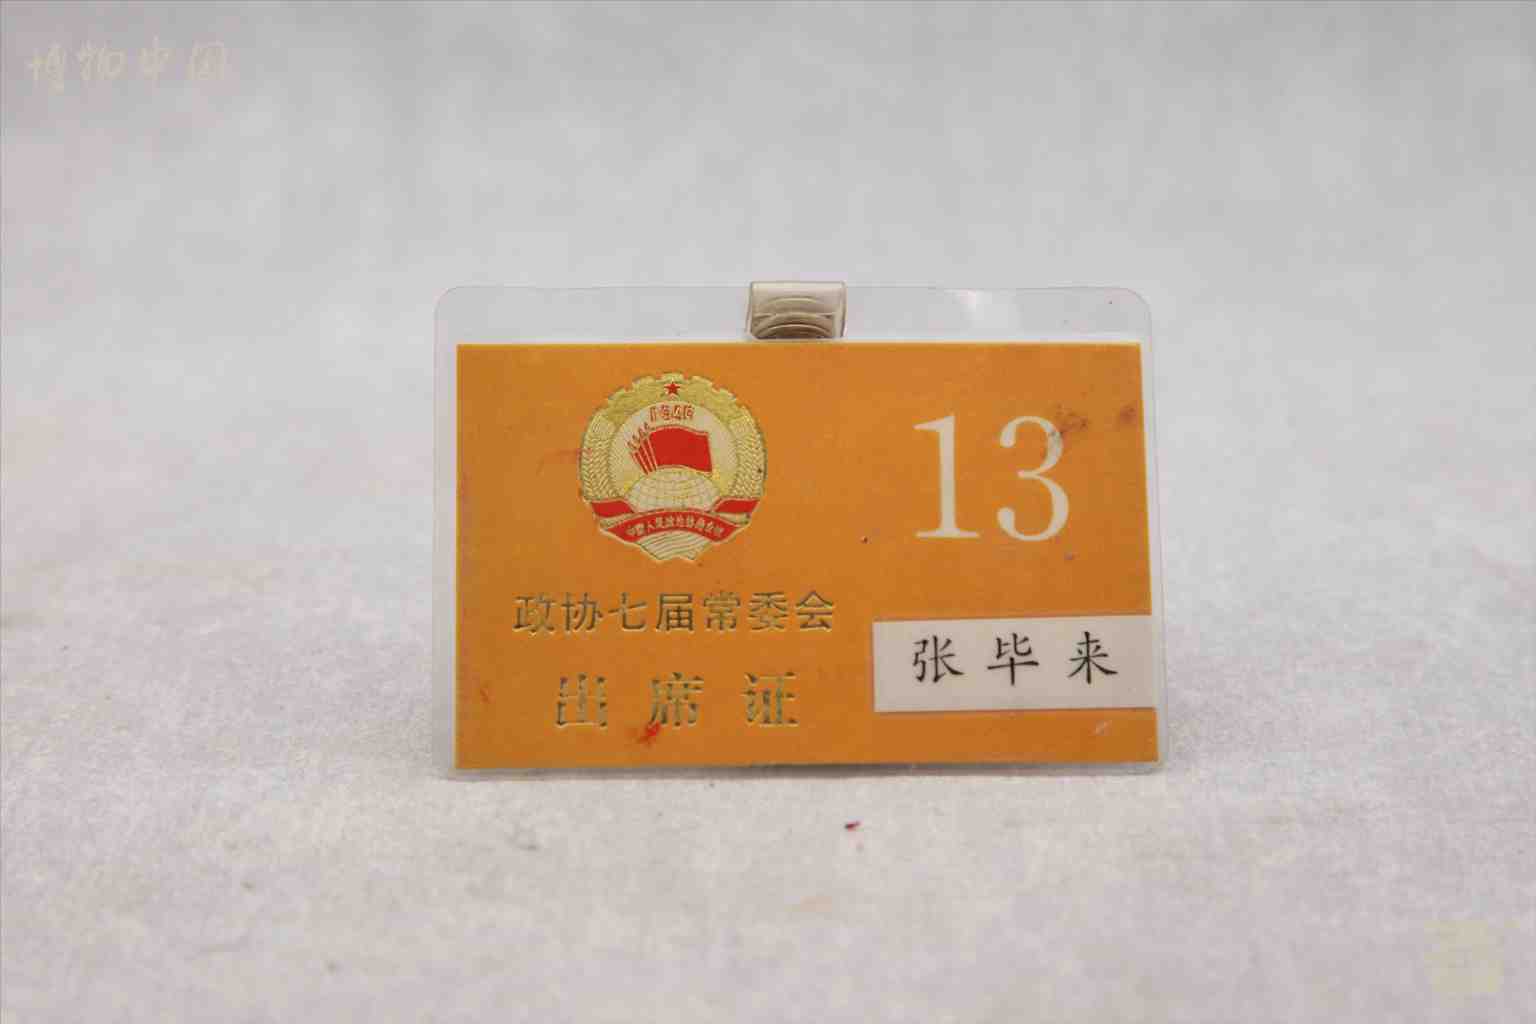 博物中国
1949
中国人民政治协商会议
13
政协七届常委会
张毕来
出席证